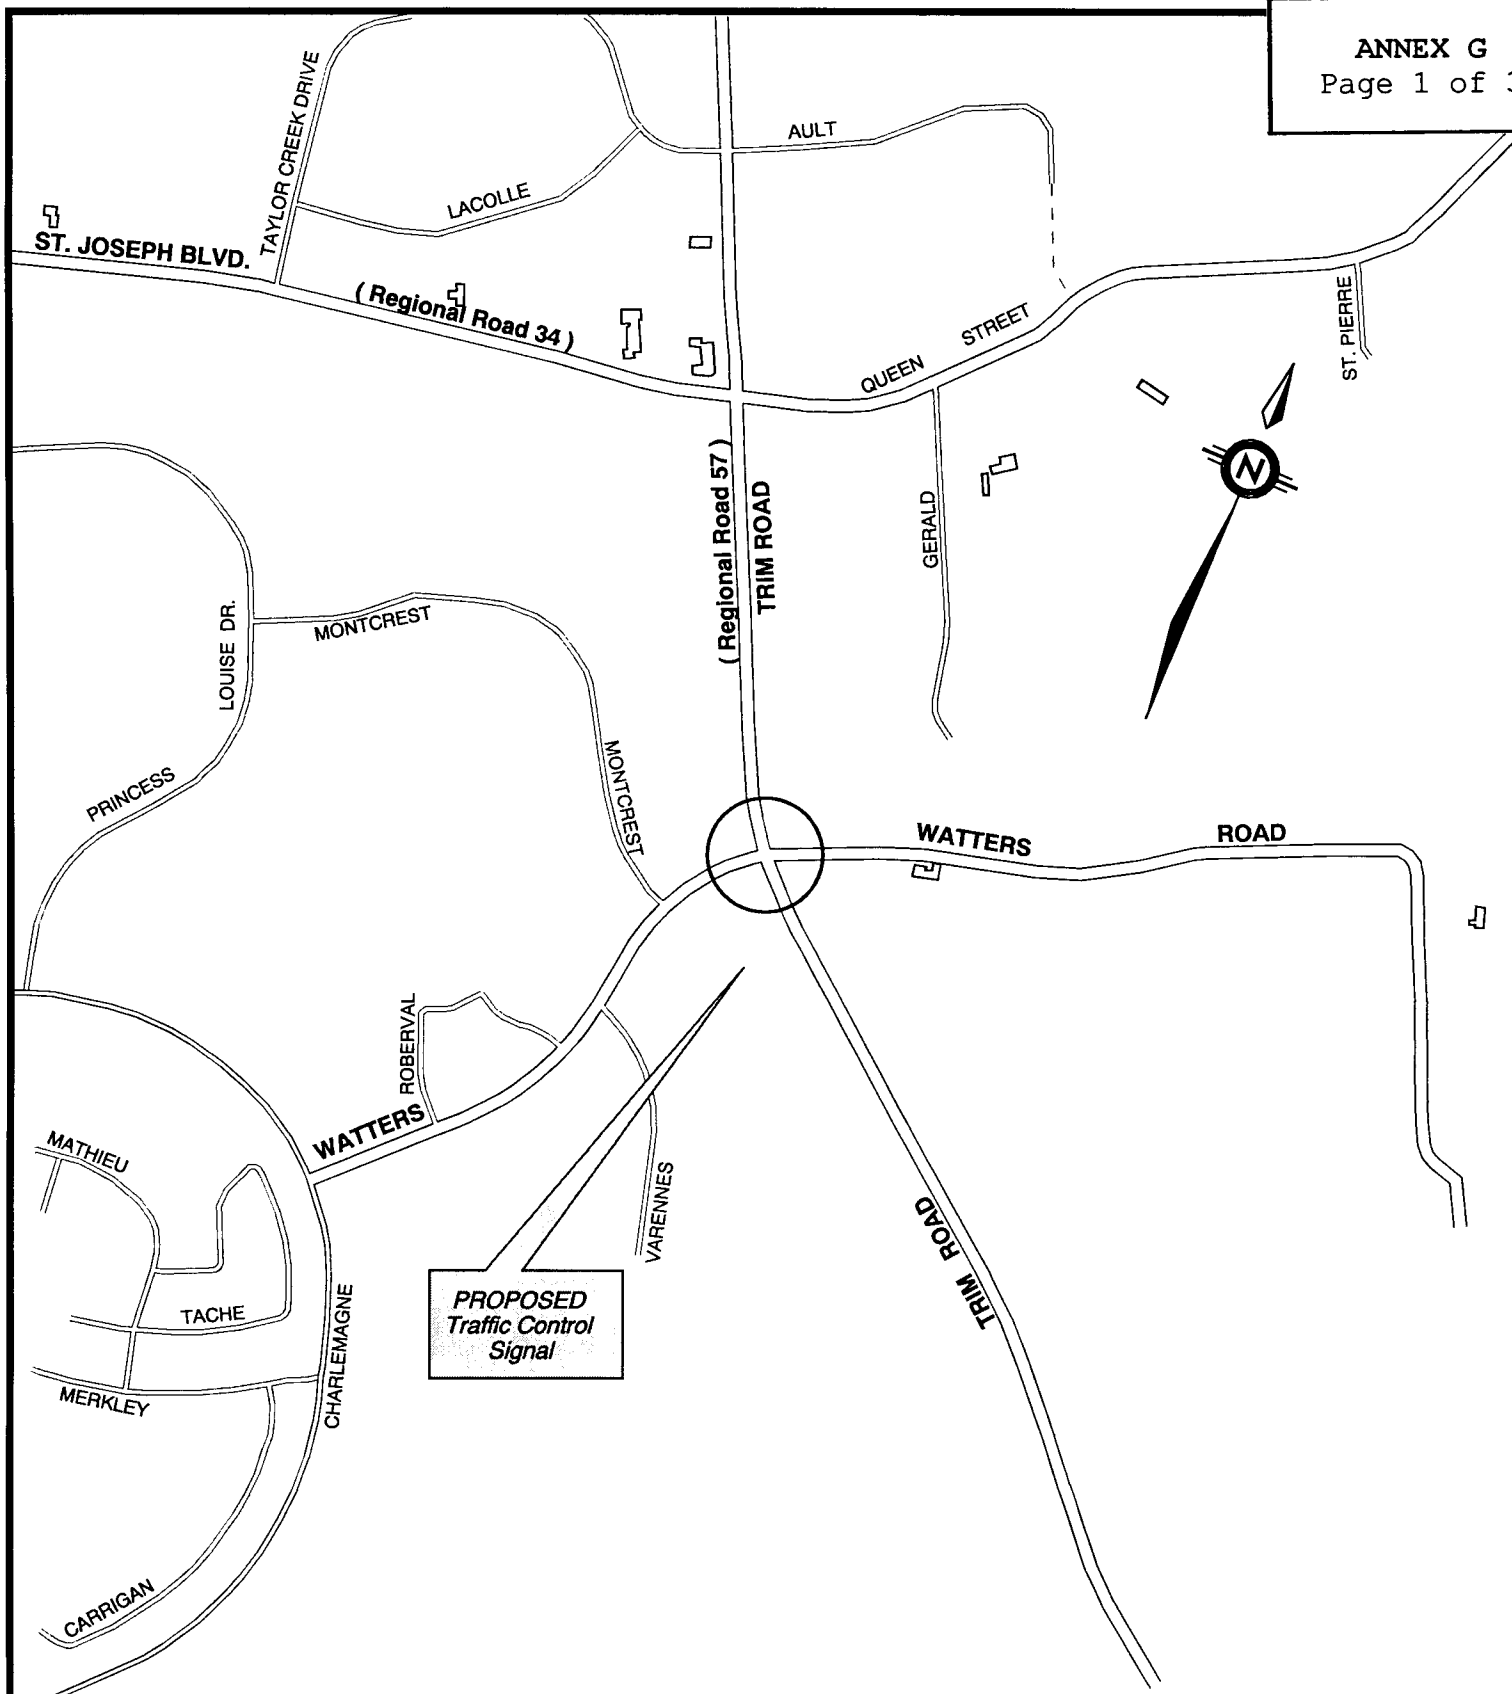 ANNEX G
Page 1 of 3
TAYLOR CREEK DRIVE
AULT
LACOLLE
ST. JOSEPH BLVD.
( Regional Road 34 )
QUEEN STREET
ST. PIERRE
( Regional Road 57 )
TRIM ROAD
GERALD
N
MONTCREST
LOUISE DR.
PRINCESS
MONTCREST
WATTERS ROAD
ROBERVAL
WATTERS
MATHIEU
VARENNES
TRIM ROAD
TACHE
CHARLEMAGNE
PROPOSED
Traffic Control
Signal
MERKLEY
CARRIGAN